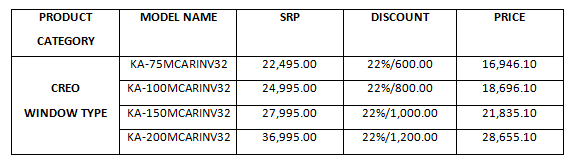 PRODUCT CATEGORY MODEL NAME SRP DISCOUNT PRICE
CREO WINDOW TYPE
KA-75MCARINV32 22,495.00 22%/600.00 16,946.10
KA-100MCARINV32 24,995.00 22%/800.00 18,696.10
KA-150MCARINV32 27,995.00 22%/1,000.00 21,835.10
KA-200MCARINV32 36,995.00 22%/1,200.00 28,655.10